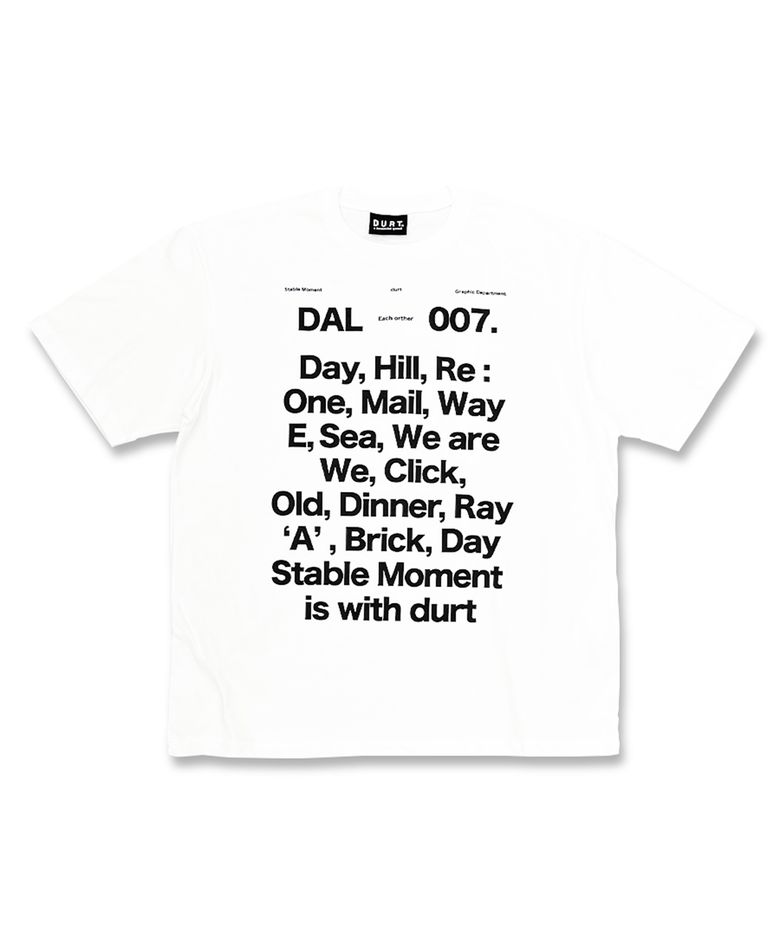 DURT.
Stable Moment durt Graphic Department
DAL Each orther 007.
Day, Hill, Re :
One, Mail, Way
E, Sea, We are
We, Click,
Old, Dinner, Ray
‘A’ , Brick, Day
Stable Moment
is with durt